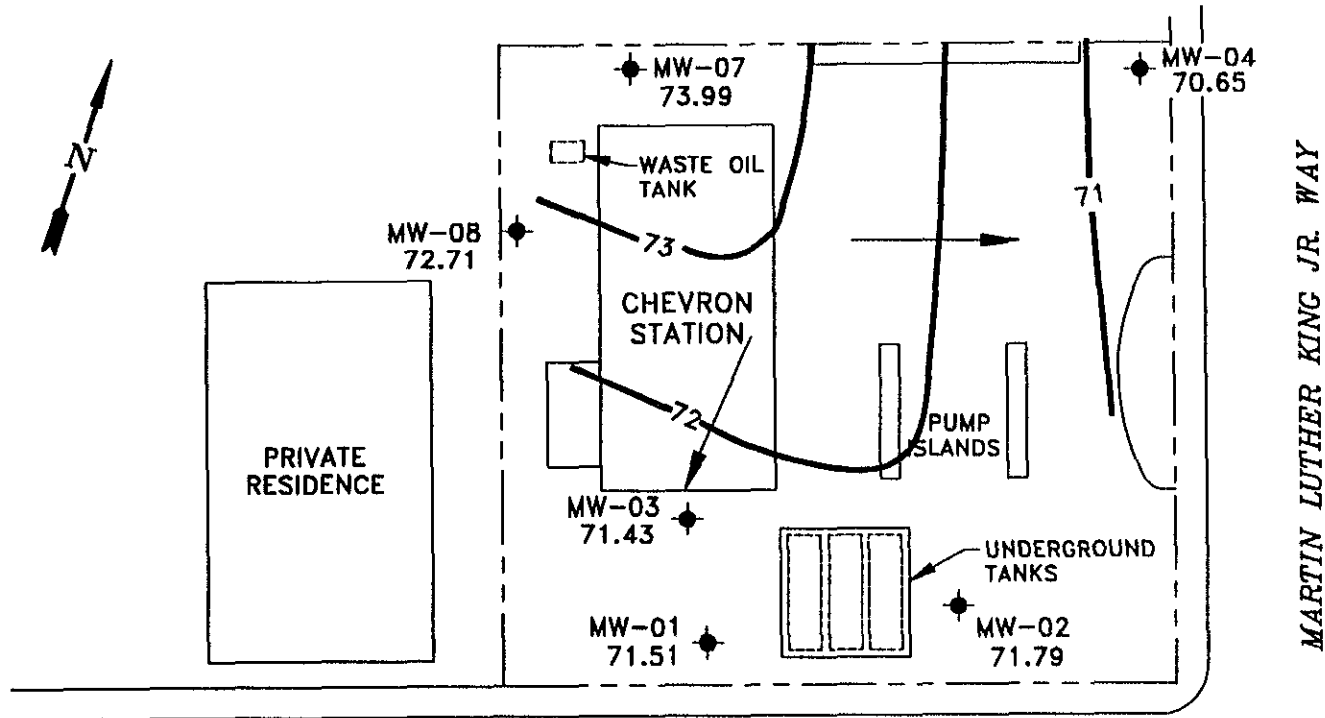 MW-07
73.99
MW-04
70.65
N
WASTE OIL
TANK
71
MW-08
72.71
73
CHEVRON
STATION
72
PUMP
ISLANDS
PRIVATE
RESIDENCE
MW-03
71.43
UNDERGROUND
TANKS
MW-01
71.51
MW-02
71.79
MARTIN LUTHER KING JR. WAY